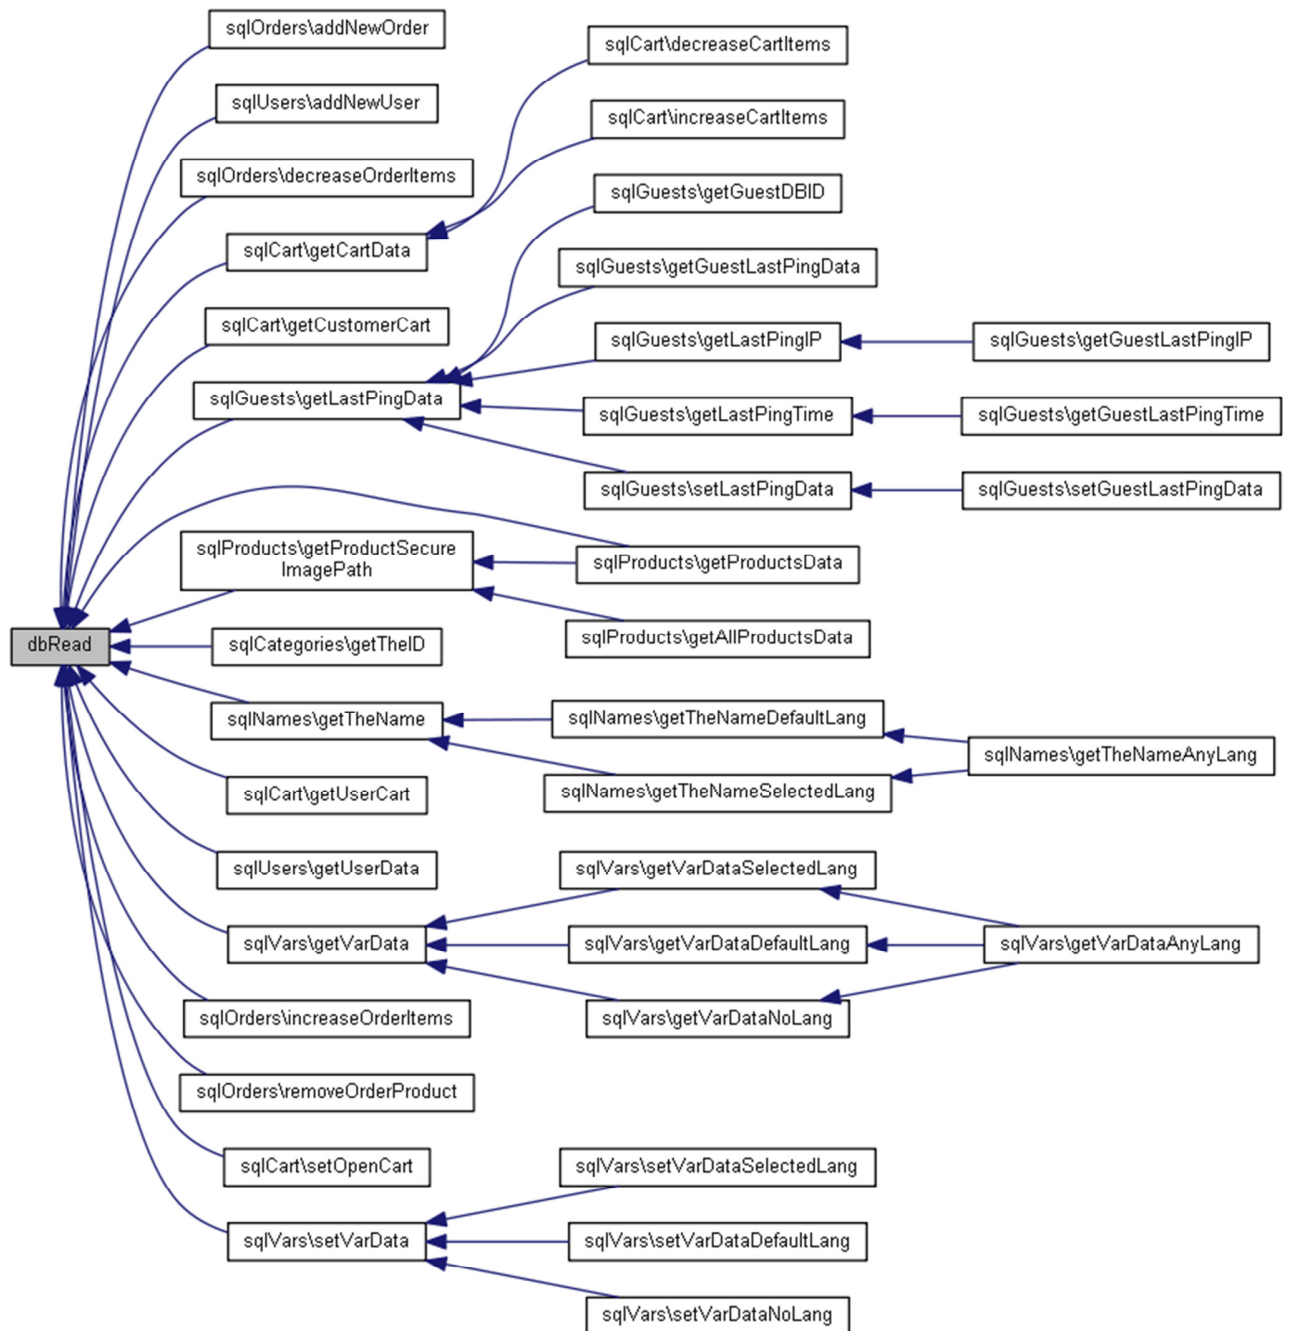 sqlOrders\addNewOrder
sqlCart\decreaseCartItems
sqlUsers\addNewUser
sqlCart\increaseCartItems
sqlOrders\decreaseOrderItems
sqlGuests\getGuestDBID
sqlCart\getCartData
sqlGuests\getGuestLastPingData
sqlCart\getCustomerCart
sqlGuests\getLastPingIP
sqlGuests\getGuestLastPingIP
sqlGuests\getLastPingData
sqlGuests\getLastPingTime
sqlGuests\getGuestLastPingTime
sqlGuests\setLastPingData
sqlGuests\setGuestLastPingData
sqlProducts\getProductSecure
ImagePath
sqlProducts\getProductsData
dbRead
sqlCategories\getTheID
sqlProducts\getAllProductsData
sqlNames\getTheName
sqlNames\getTheNameDefaultLang
sqlNames\getTheNameAnyLang
sqlCart\getUserCart
sqlNames\getTheNameSelectedLang
sqlUsers\getUserData
sqlVars\getVarDataSelectedLang
sqlVars\getVarData
sqlVars\getVarDataDefaultLang
sqlVars\getVarDataAnyLang
sqlOrders\increaseOrderItems
sqlVars\getVarDataNoLang
sqlOrders\removeOrderProduct
sqlCart\setOpenCart
sqlVars\setVarDataSelectedLang
sqlVars\setVarData
sqlVars\setVarDataDefaultLang
sqlVars\setVarDataNoLang